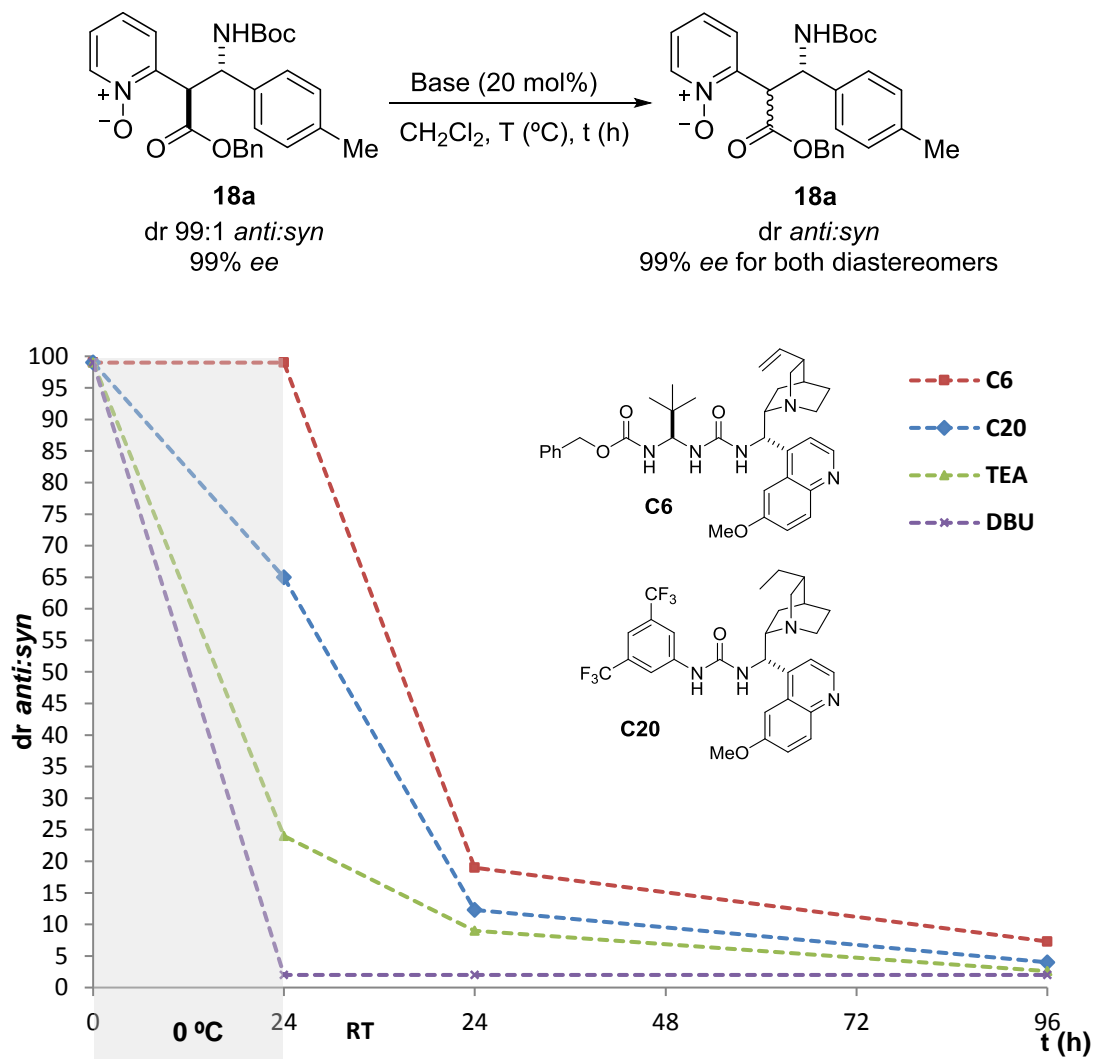 NHBoc
N
+
−
O
O
OBn
Me
18a
dr 99:1 anti:syn
99% ee
Base (20 mol%)
CH2Cl2, T (ºC), t (h)
NHBoc
N
+
−
O
O
OBn
Me
18a
dr anti:syn
99% ee for both diastereomers
dr anti:syn
100
95
90
85
80
75
70
65
60
55
50
45
40
35
30
25
20
15
10
5
0
Ph
O
O
N
H
N
H
O
N
H
N
N
MeO
C6
CF3
F3C
N
H
O
N
H
N
N
MeO
C20
C6
C20
TEA
DBU
0
0 ºC
24
RT
24
48
72
96
t (h)